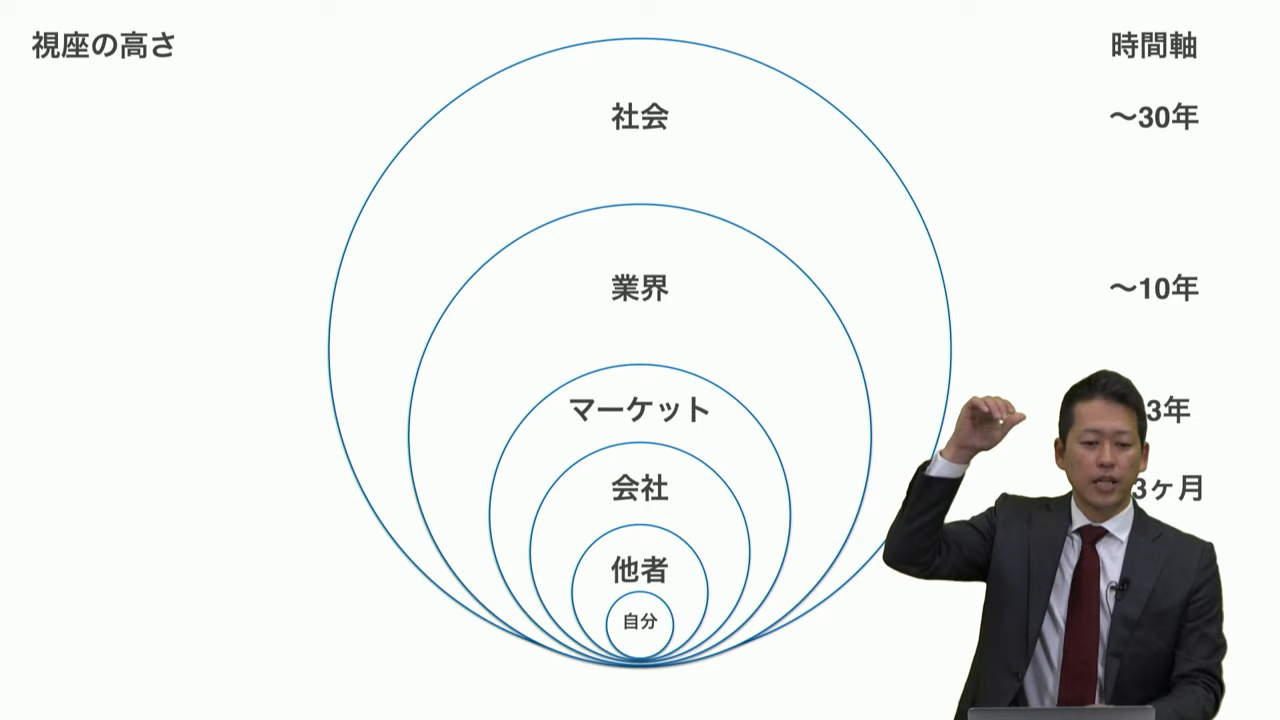 視座の高さ
時間軸
社会
〜30年
業界
〜10年
マーケット
3年
会社
3ヶ月
他者
自分